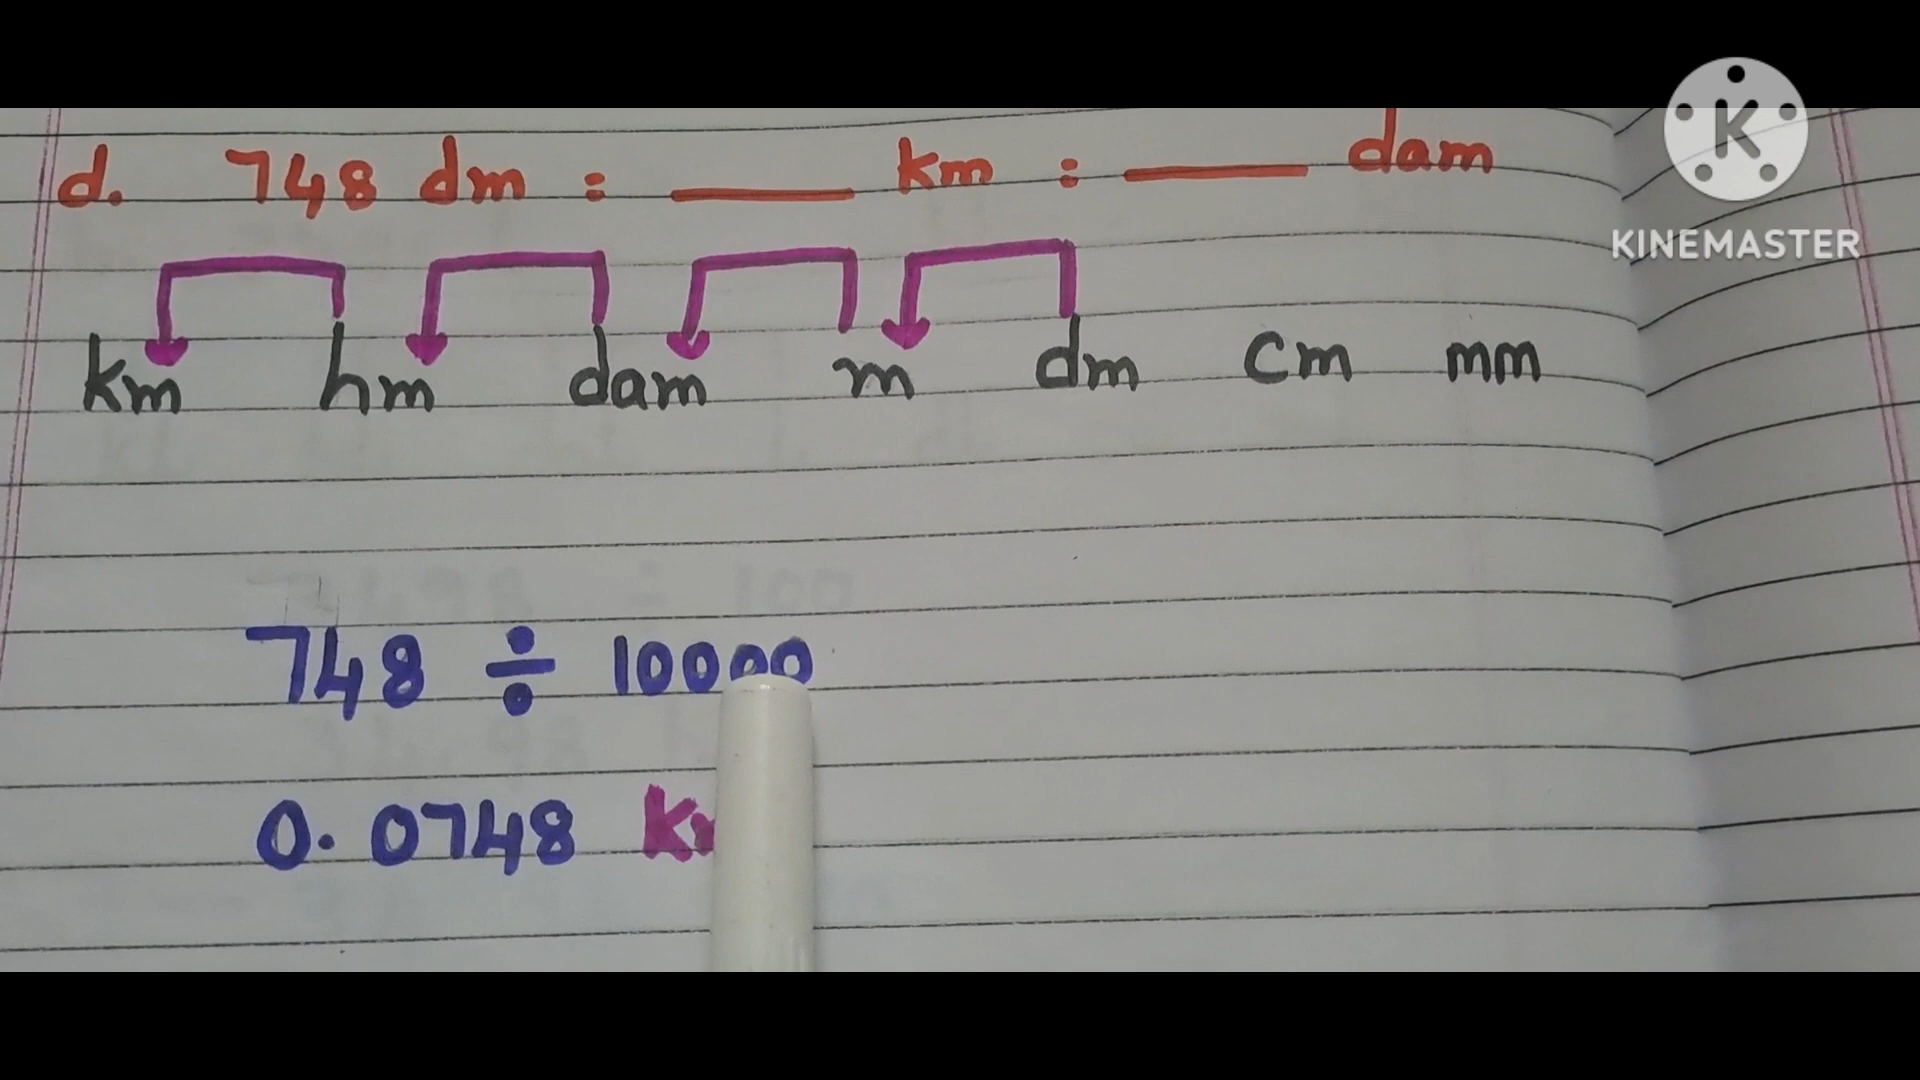 d. 748 dm = ____ km = ____ dam
km hm dam m dm cm mm
748 ÷ 10000
0.0748
K
KINEMASTER